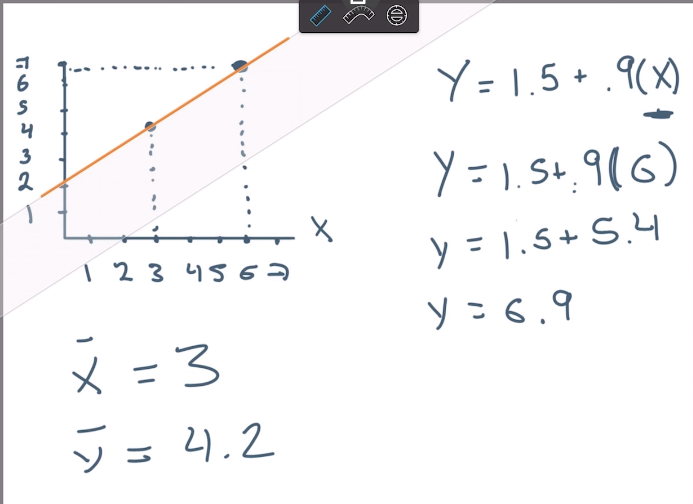 7
6
5
4
3
2
1
1 2 3 4 5 6 7
X
Y = 1.5 + .9(X)
Y = 1.5 + .9(6)
y = 1.5 + 5.4
y = 6.9
x̄ = 3
ȳ = 4.2